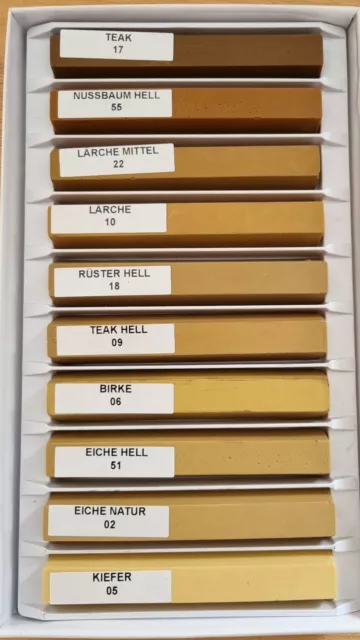 TEAK
17
NUSSBAUM HELL
55
LÄRCHE MITTEL
22
LÄRCHE
10
RÜSTER HELL
18
TEAK HELL
09
BIRKE
06
EICHE HELL
51
EICHE NATUR
02
KIEFER
05